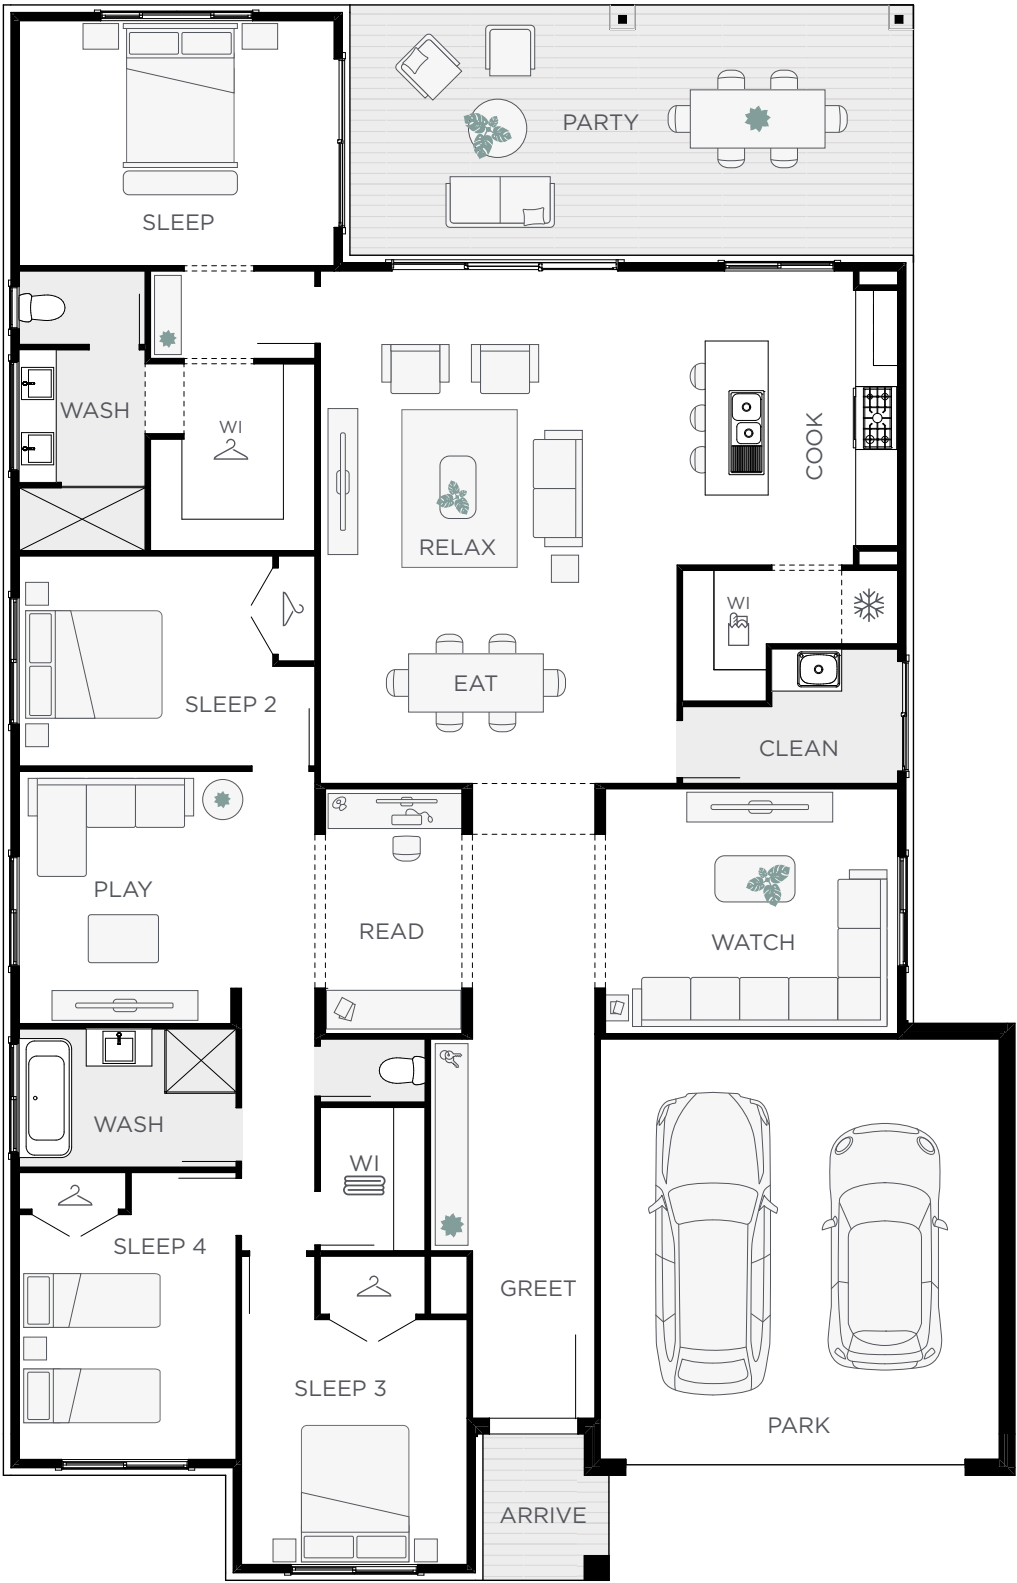 PARTY
SLEEP
WASH
WI
COOK
RELAX
WI
EAT
SLEEP 2
CLEAN
PLAY
READ
WATCH
WASH
WI
SLEEP 4
GREET
SLEEP 3
PARK
ARRIVE